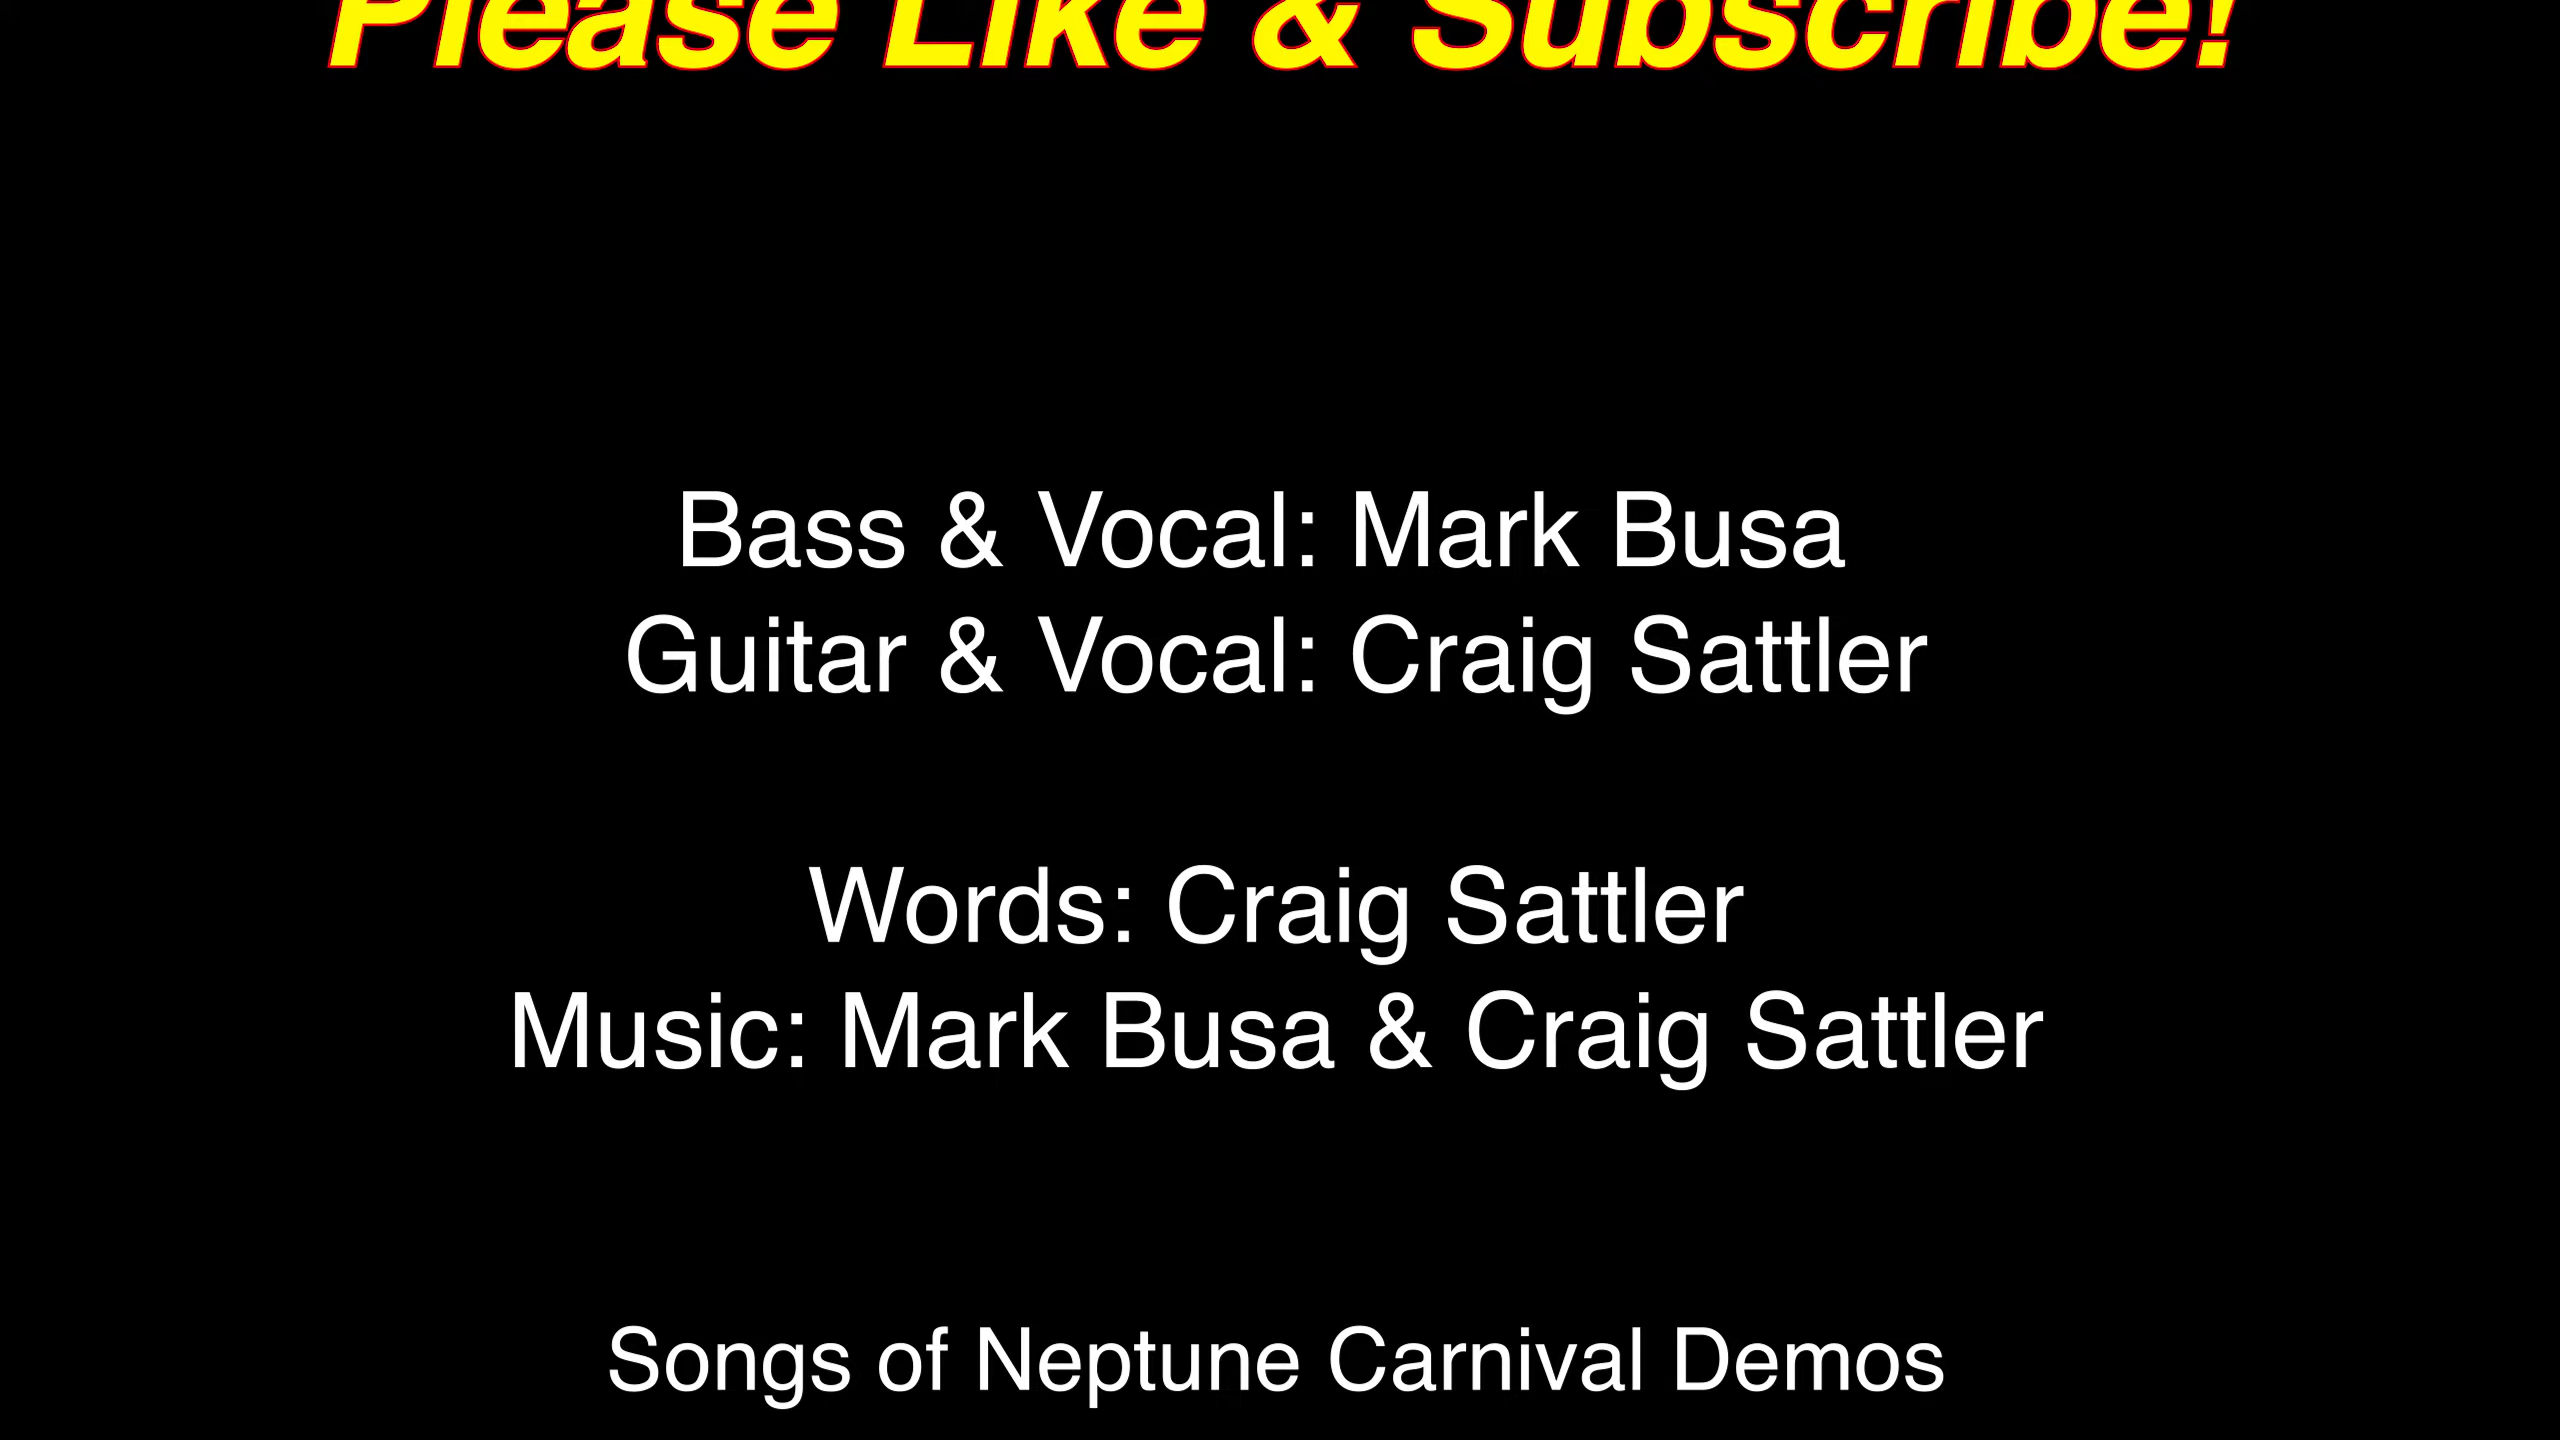 Please Like & Subscribe!
Bass & Vocal: Mark Busa
Guitar & Vocal: Craig Sattler
Words: Craig Sattler
Music: Mark Busa & Craig Sattler
Songs of Neptune Carnival Demos